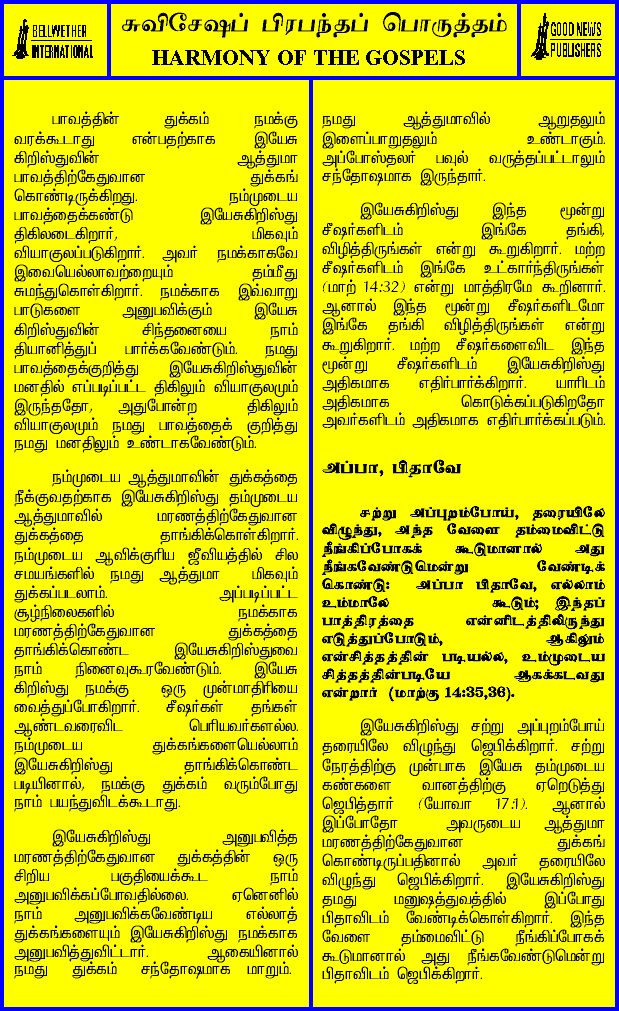 BELLWETHER
INTERNATIONAL
சுவிசேஷப் பிரபந்தப் பொருத்தம்
HARMONY OF THE GOSPELS
GOOD NEWS
PUBLISHERS
பாவத்தின் துக்கம் நமக்கு
வரக்கூடாது என்பதற்காக இயேசு
கிறிஸ்துவின் ஆத்துமா
பாவத்திற்கேதுவான துக்கங்
கொண்டிருக்கிறது. நம்முடைய
பாவத்தைக்கண்டு இயேசுகிறிஸ்து
திகிலடைகிறார், மிகவும்
வியாகுலப்படுகிறார். அவர் நமக்காகவே
இவையெல்லாவற்றையும் தம்மீது
சுமந்துகொள்கிறார். நமக்காக இவ்வாறு
பாடுகளை அனுபவிக்கும் இயேசு
கிறிஸ்துவின் சிந்தனையை நாம்
தியானித்துப் பார்க்கவேண்டும். நமது
பாவத்தைக்குறித்து இயேசுகிறிஸ்துவின்
மனதில் எப்படிப்பட்ட திகிலும் வியாகுலமும்
இருந்ததோ, அதுபோன்ற திகிலும்
வியாகுலமும் நமது பாவத்தைக் குறித்து
நமது மனதிலும் உண்டாகவேண்டும்.
நம்முடைய ஆத்துமாவின் துக்கத்தை
நீக்குவதற்காக இயேசுகிறிஸ்து தம்முடைய
ஆத்துமாவில் மரணத்திற்கேதுவான
துக்கத்தை தாங்கிக்கொள்கிறார்.
நம்முடைய ஆவிக்குரிய ஜீவியத்தில் சில
சமயங்களில் நமது ஆத்துமா மிகவும்
துக்கப்படலாம். அப்படிப்பட்ட
சூழ்நிலைகளில் நமக்காக
மரணத்திற்கேதுவான துக்கத்தை
தாங்கிக்கொண்ட இயேசுகிறிஸ்துவை
நாம் நினைவுகூரவேண்டும். இயேசு
கிறிஸ்து நமக்கு ஒரு முன்மாதிரியை
வைத்துப்போகிறார். சீஷர்கள் தங்கள்
ஆண்டவரைவிட பெரியவர்களல்ல.
நம்முடைய துக்கங்களையெல்லாம்
இயேசுகிறிஸ்து தாங்கிக்கொண்ட
படியினால், நமக்கு துக்கம் வரும்போது
நாம் பயந்துவிடக்கூடாது.
இயேசுகிறிஸ்து அனுபவித்த
மரணத்திற்கேதுவான துக்கத்தின் ஒரு
சிறிய பகுதியைக்கூட நாம்
அனுபவிக்கப்போவதில்லை. ஏனெனில்
நாம் அனுபவிக்கவேண்டிய எல்லாத்
துக்கங்களையும் இயேசுகிறிஸ்து நமக்காக
அனுபவித்துவிட்டார். ஆகையினால்
நமது துக்கம் சந்தோஷமாக மாறும்.
நமது ஆத்துமாவில் ஆறுதலும்
இளைப்பாறுதலும் உண்டாகும்.
அப்போஸ்தலர் பவுல் வருத்தப்பட்டாலும்
சந்தோஷமாக இருந்தார்.
இயேசுகிறிஸ்து இந்த மூன்று
சீஷர்களிடம் இங்கே தங்கி,
விழித்திருங்கள் என்று கூறுகிறார். மற்ற
சீஷர்களிடம் இங்கே உட்கார்ந்திருங்கள்
(மாற் 14:32) என்று மாத்திரமே கூறினார்.
ஆனால் இந்த மூன்று சீஷர்களிடமோ
இங்கே தங்கி விழித்திருங்கள் என்று
கூறுகிறார். மற்ற சீஷர்களைவிட இந்த
மூன்று சீஷர்களிடம் இயேசுகிறிஸ்து
அதிகமாக எதிர்பார்க்கிறார். யாரிடம்
அதிகமாக கொடுக்கப்படுகிறதோ
அவர்களிடம் அதிகமாக எதிர்பார்க்கப்படும்.
அப்பா, பிதாவே
சற்று அப்புறம்போய், தரையிலே
விழுந்து, அந்த வேளை தம்மைவிட்டு
நீங்கிப்போகக் கூடுமானால் அது
நீங்கவேண்டுமென்று வேண்டிக்
கொண்டு: அப்பா பிதாவே, எல்லாம்
உம்மாலே கூடும்; இந்தப்
பாத்திரத்தை என்னிடத்திலிருந்து
எடுத்துப்போடும், ஆகிலும்
என்சித்தத்தின் படியல்ல, உம்முடைய
சித்தத்தின்படியே ஆகக்கடவது
என்றார் (மாற்கு 14:35,36).
இயேசுகிறிஸ்து சற்று அப்புறம்போய்
தரையிலே விழுந்து ஜெபிக்கிறார். சற்று
நேரத்திற்கு முன்பாக இயேசு தம்முடைய
கண்களை வானத்திற்கு ஏறெடுத்து
ஜெபித்தார் (யோவா 17:1). ஆனால்
இப்போதோ அவருடைய ஆத்துமா
மரணத்திற்கேதுவான துக்கங்
கொண்டிருப்பதினால் அவர் தரையிலே
விழுந்து ஜெபிக்கிறார். இயேசுகிறிஸ்து
தமது மனுஷத்துவத்தில் இப்போது
பிதாவிடம் வேண்டிக்கொள்கிறார். இந்த
வேளை தம்மைவிட்டு நீங்கிப்போகக்
கூடுமானால் அது நீங்கவேண்டுமென்று
பிதாவிடம் ஜெபிக்கிறார்.